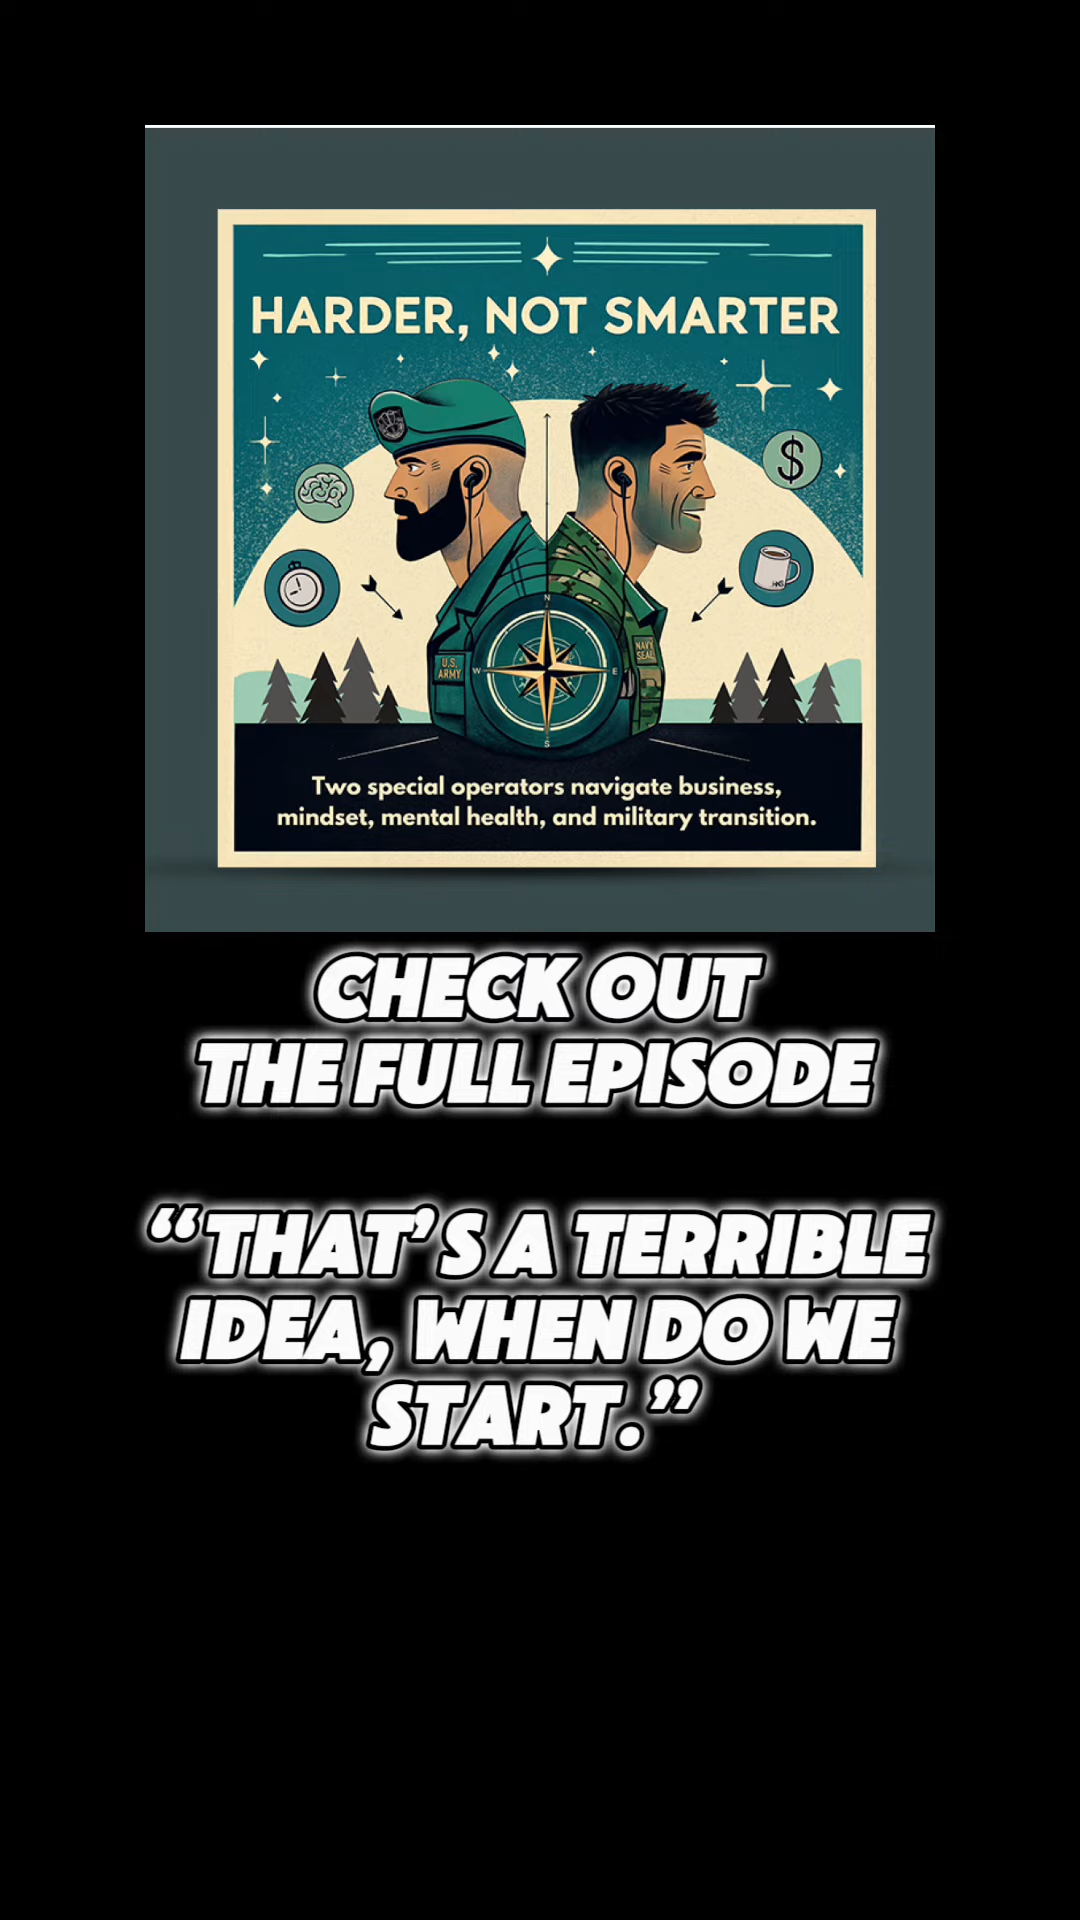 HARDER, NOT SMARTER
$
HNS
N
W
E
S
U.S.
ARMY
NAVY
SEAL
Two special operators navigate business,
mindset, mental health, and military transition.
CHECK OUT
THE FULL EPISODE
“THAT’S A TERRIBLE
IDEA, WHEN DO WE
START.”